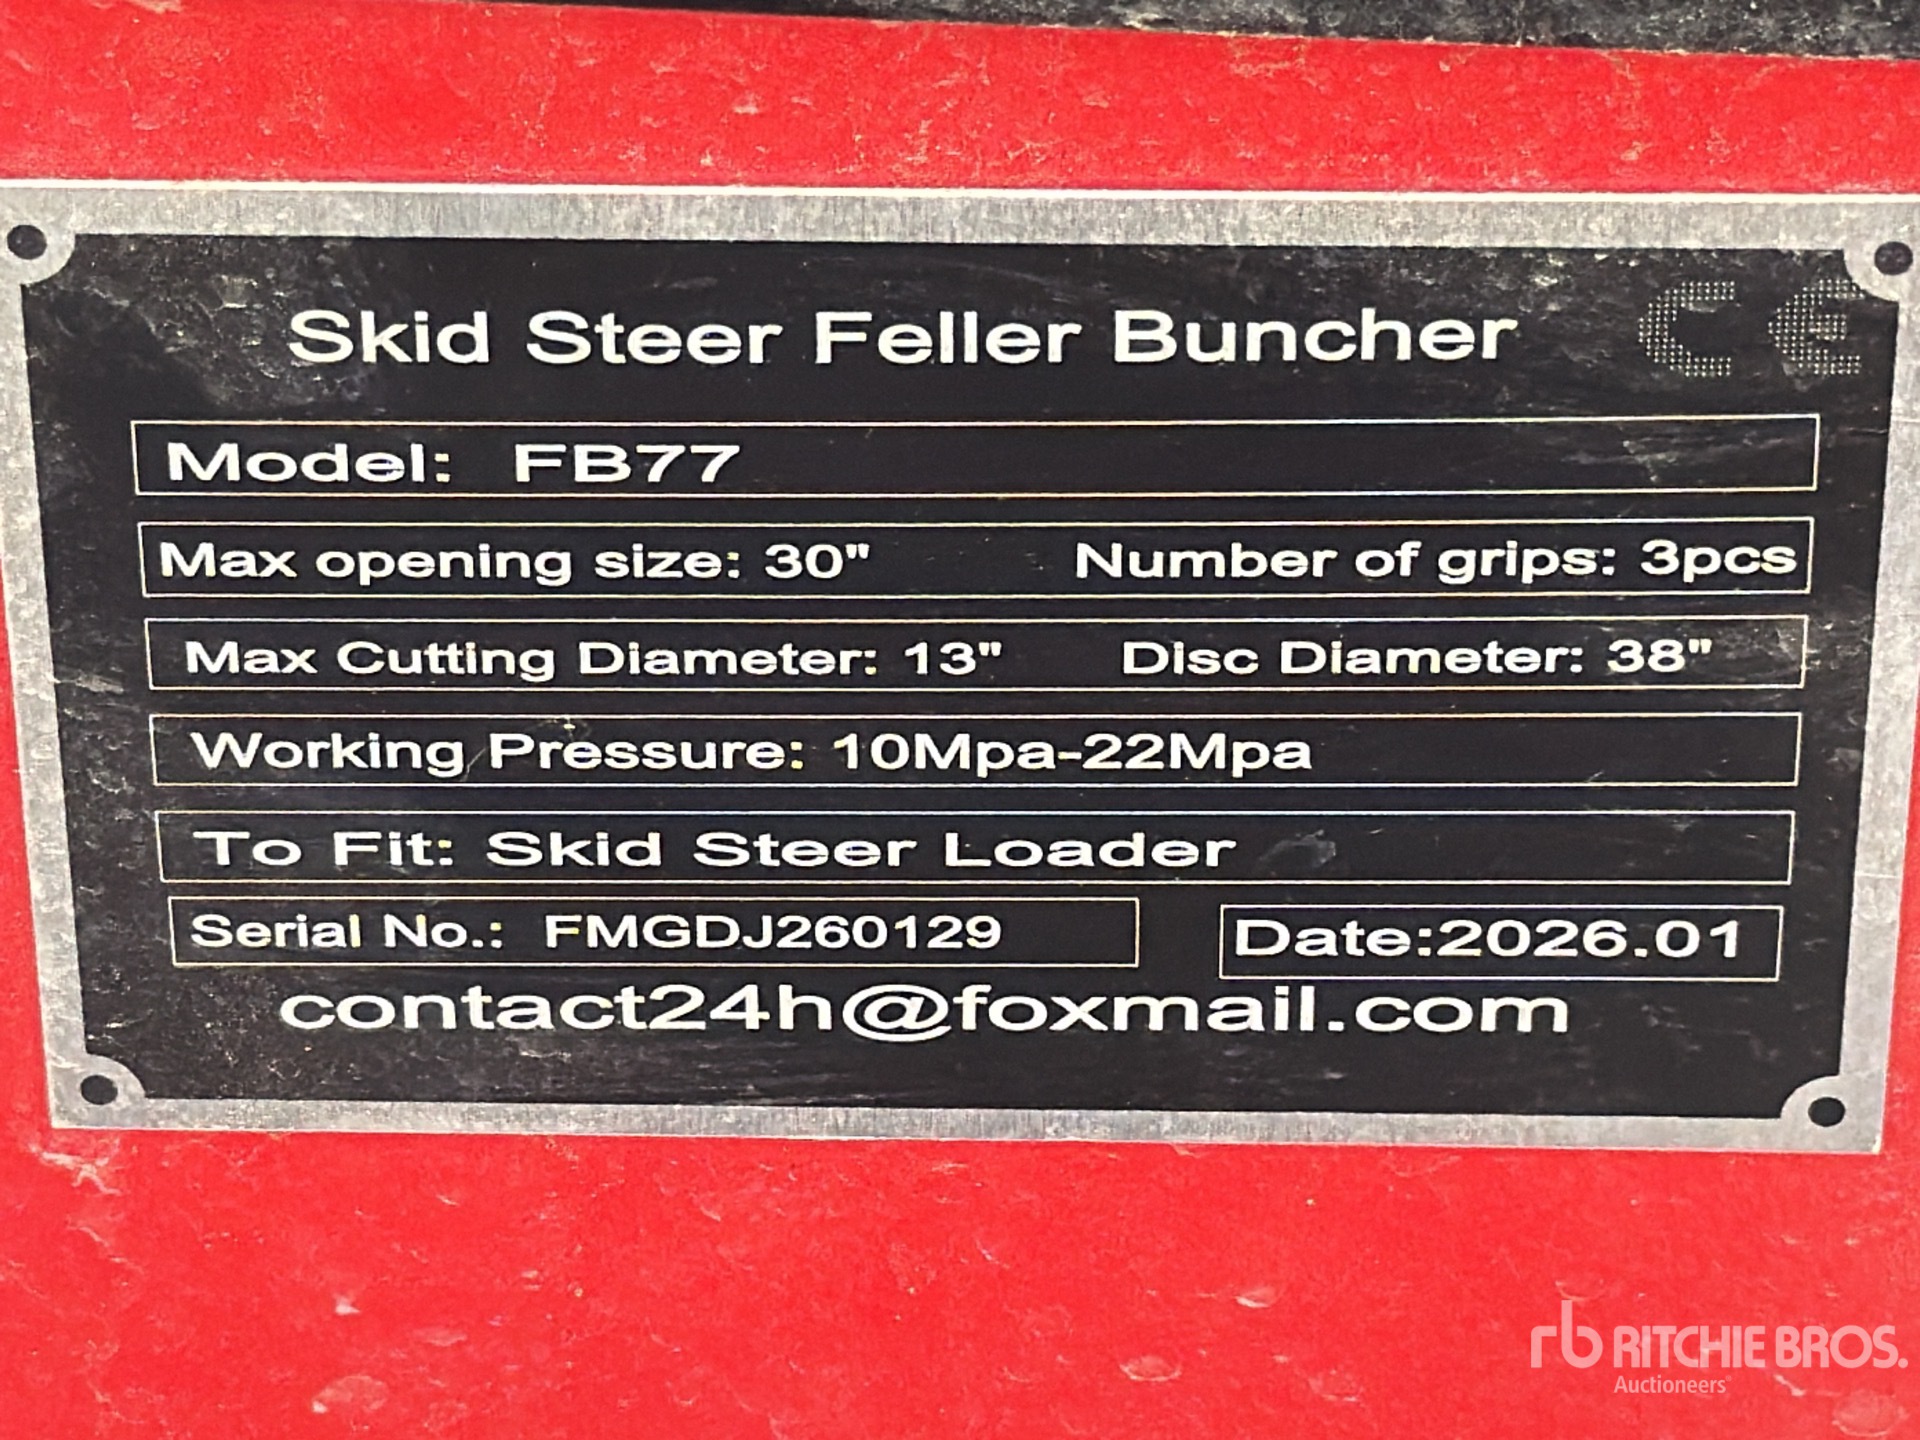 Skid Steer Feller Buncher CE
Model: FB77
Max opening size: 30" Number of grips: 3pcs
Max Cutting Diameter: 13" Disc Diameter: 38"
Working Pressure: 10Mpa-22Mpa
To Fit: Skid Steer Loader
Serial No.: FMGDJ260129 Date:2026.01
contact24h@foxmail.com
rb RITCHIE BROS.
Auctioneers